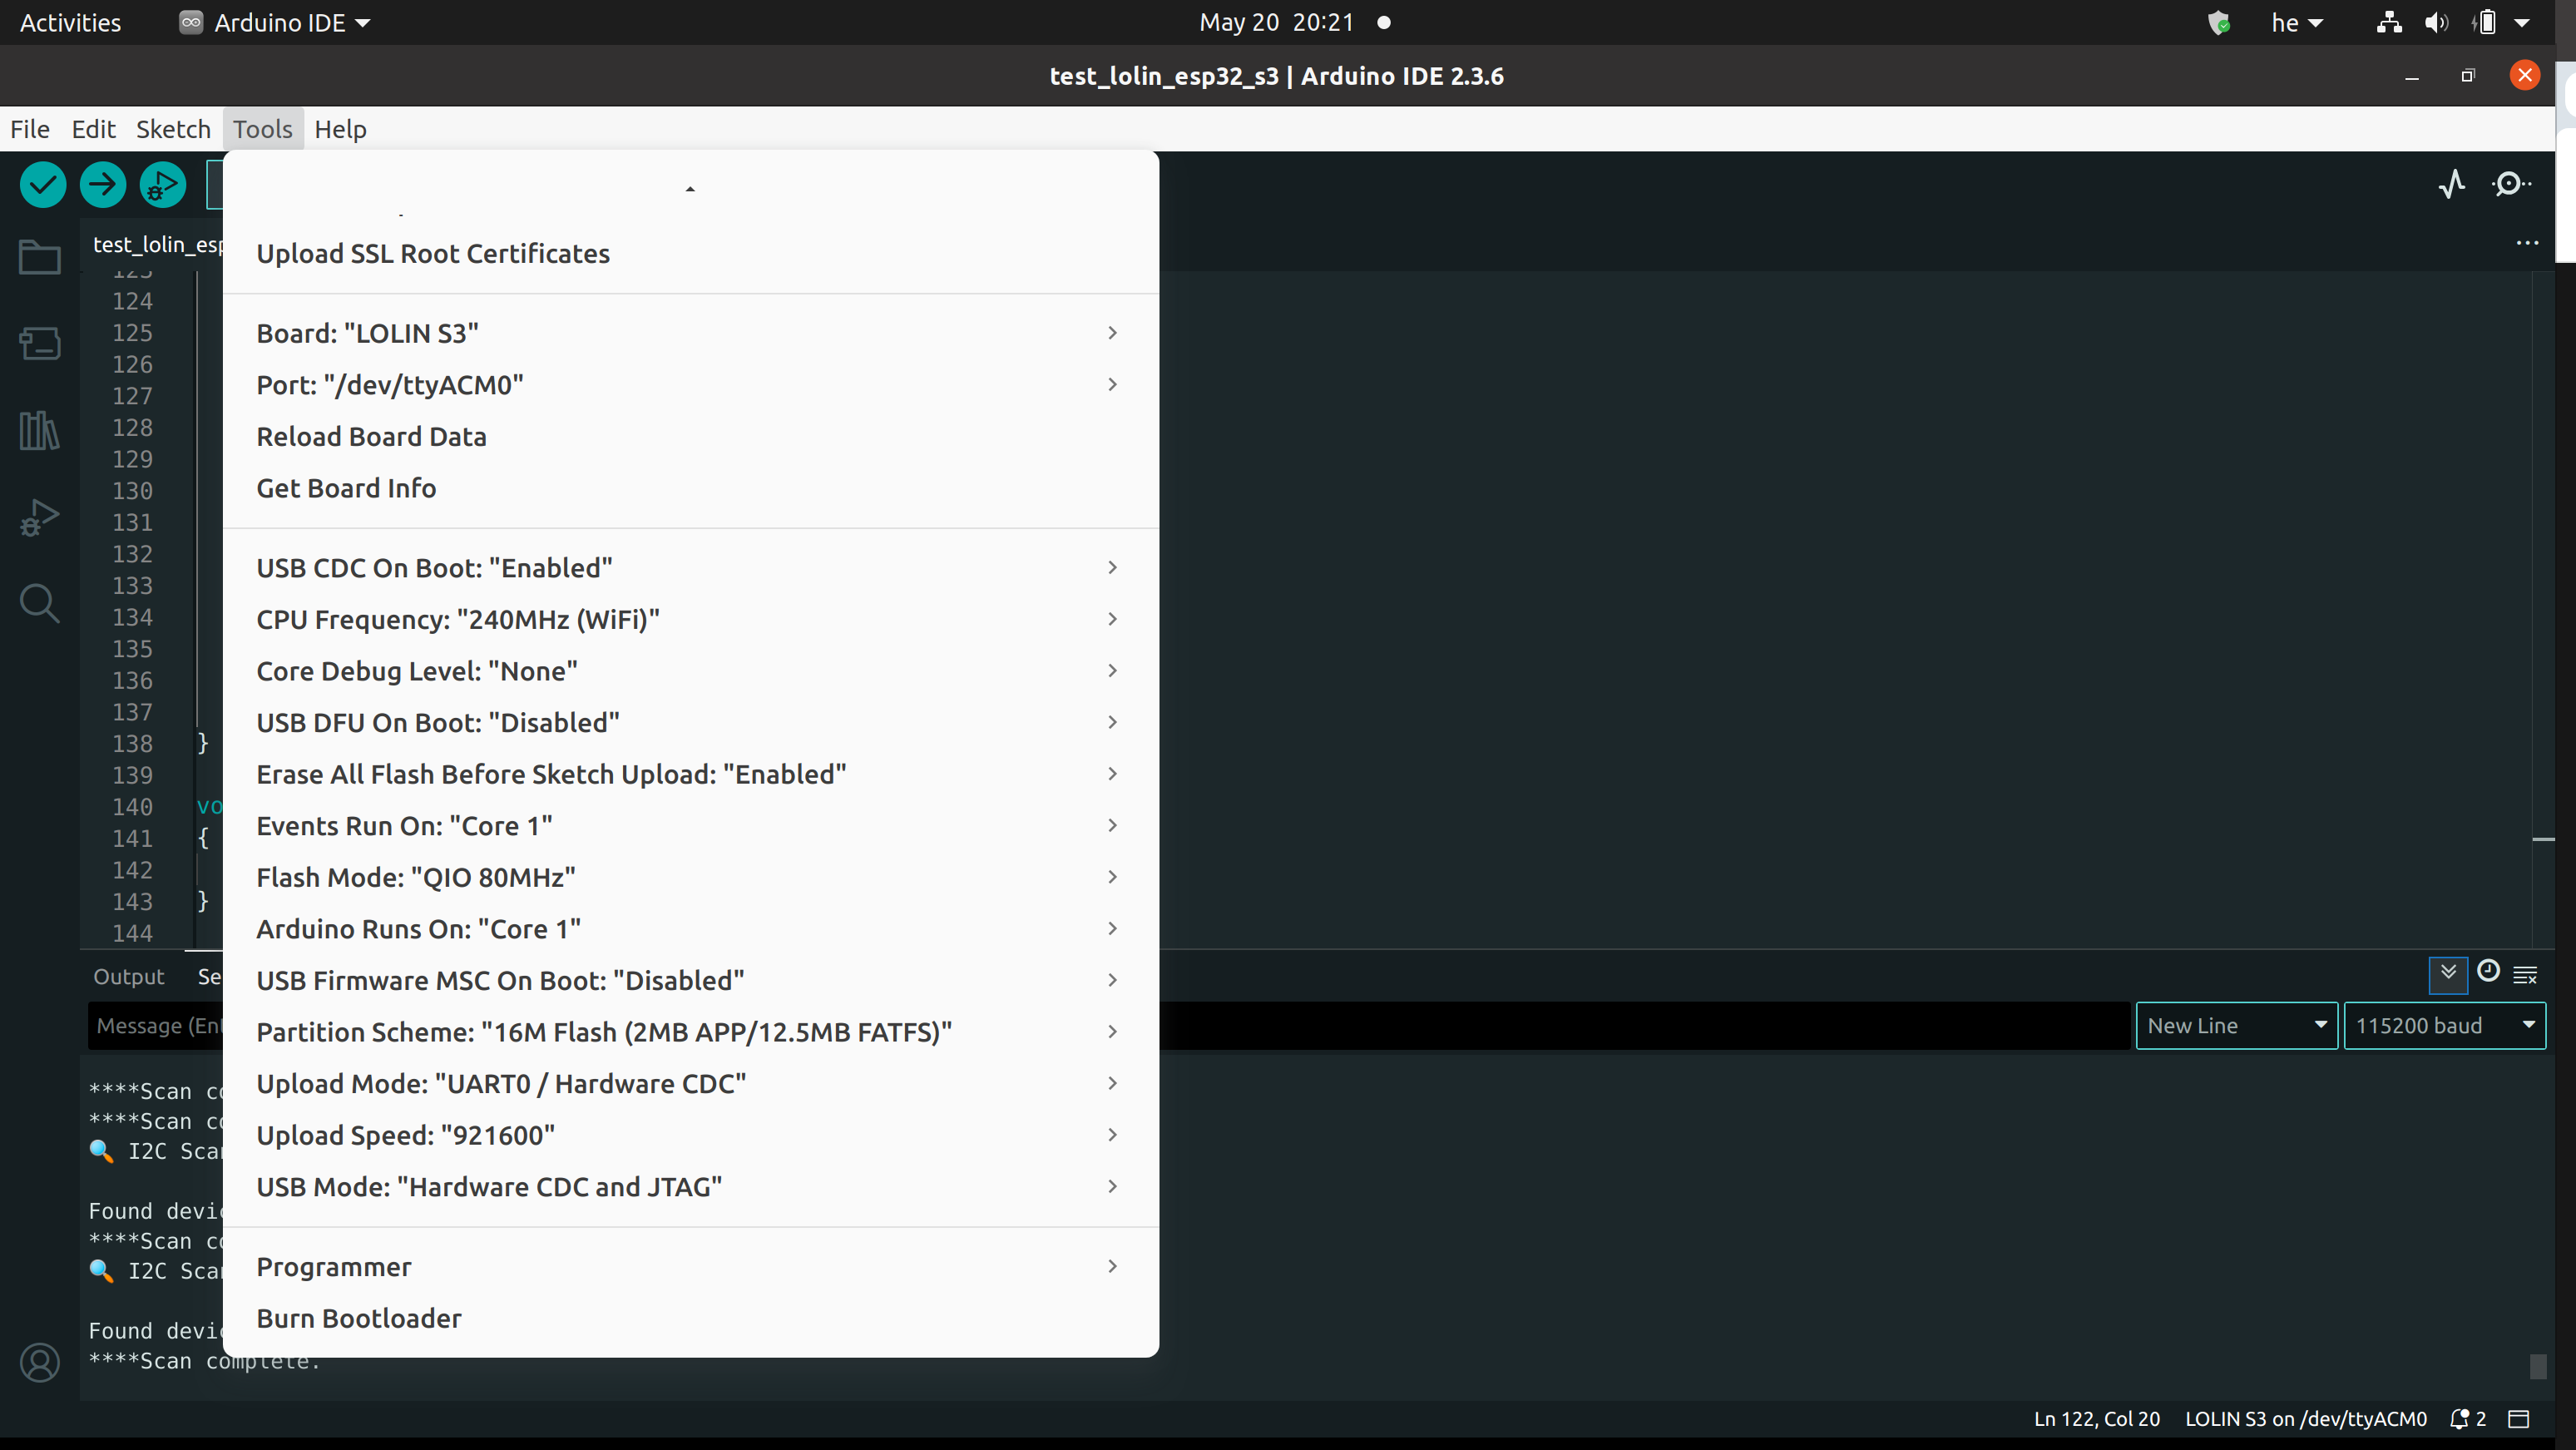 Activities
Arduino IDE
May 20 20:21
he
test_lolin_esp32_s3 | Arduino IDE 2.3.6
File Edit Sketch Tools Help
test_lolin_esp
Upload SSL Root Certificates
Board: "LOLIN S3"
Port: "/dev/ttyACM0"
Reload Board Data
Get Board Info
USB CDC On Boot: "Enabled"
CPU Frequency: "240MHz (WiFi)"
Core Debug Level: "None"
USB DFU On Boot: "Disabled"
Erase All Flash Before Sketch Upload: "Enabled"
Events Run On: "Core 1"
Flash Mode: "QIO 80MHz"
Arduino Runs On: "Core 1"
USB Firmware MSC On Boot: "Disabled"
Partition Scheme: "16M Flash (2MB APP/12.5MB FATFS)"
Upload Mode: "UART0 / Hardware CDC"
Upload Speed: "921600"
USB Mode: "Hardware CDC and JTAG"
Programmer
Burn Bootloader
124
125
126
127
128
129
130
131
132
133
134
135
136
137
138 }
139
140 vo
141 {
142
143 }
144
Output Se
Message (Ent
New Line
115200 baud
****Scan co
****Scan co
🔍 I2C Scan
Found devic
****Scan co
🔍 I2C Scan
Found devic
****Scan complete.
Ln 122, Col 20 LOLIN S3 on /dev/ttyACM0 2